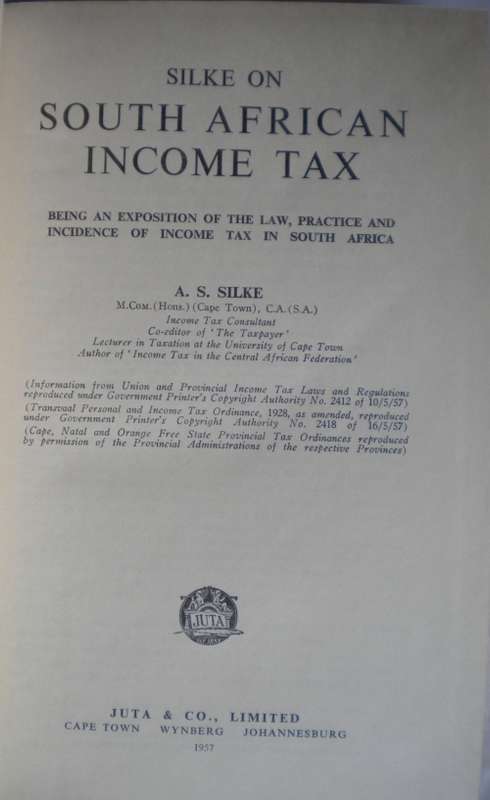 SILKE ON
SOUTH AFRICAN
INCOME TAX
BEING AN EXPOSITION OF THE LAW, PRACTICE AND
INCIDENCE OF INCOME TAX IN SOUTH AFRICA
A. S. SILKE
M.COM. (HONS.) (Cape Town), C.A. (S.A.)
Income Tax Consultant
Co-editor of 'The Taxpayer'
Lecturer in Taxation at the University of Cape Town
Author of 'Income Tax in the Central African Federation'
(Information from Union and Provincial Income Tax Laws and Regulations
reproduced under Government Printer's Copyright Authority No. 2412 of 10/5/57)
(Transvaal Personal and Income Tax Ordinance, 1928, as amended, reproduced
under Government Printer's Copyright Authority No. 2418 of 16/5/57)
(Cape, Natal and Orange Free State Provincial Tax Ordinances reproduced
by permission of the Provincial Administrations of the respective Provinces)
JUTA
JUTA & CO., LIMITED
CAPE TOWN WYNBERG JOHANNESBURG
1957